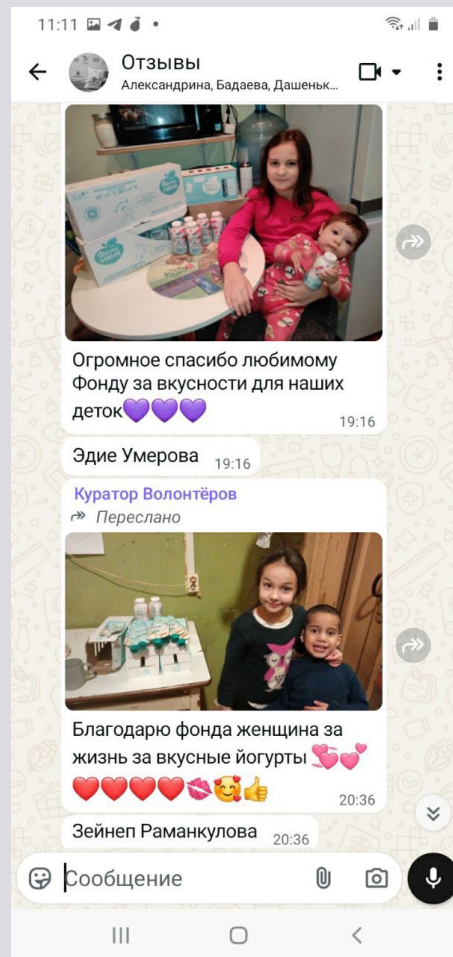 11:11
Отзывы
Александрина, Бадаева, Дашеньк...
Огромное спасибо любимому
Фонду за вкусности для наших
деток💜💜💜
19:16
Эдие Умерова 19:16
Куратор Волонтёров
Переслано
Благодарю фонда женщина за
жизнь за вкусные йогурты 💞💕
❤️❤️❤️❤️💋🥰👍
20:36
Зейнеп Раманкулова 20:36
Сообщение